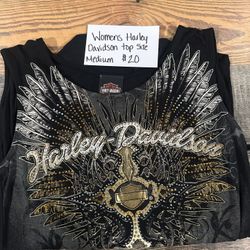 Womens Harley
Davidson top Size
Medium $20
Harley-Davidson